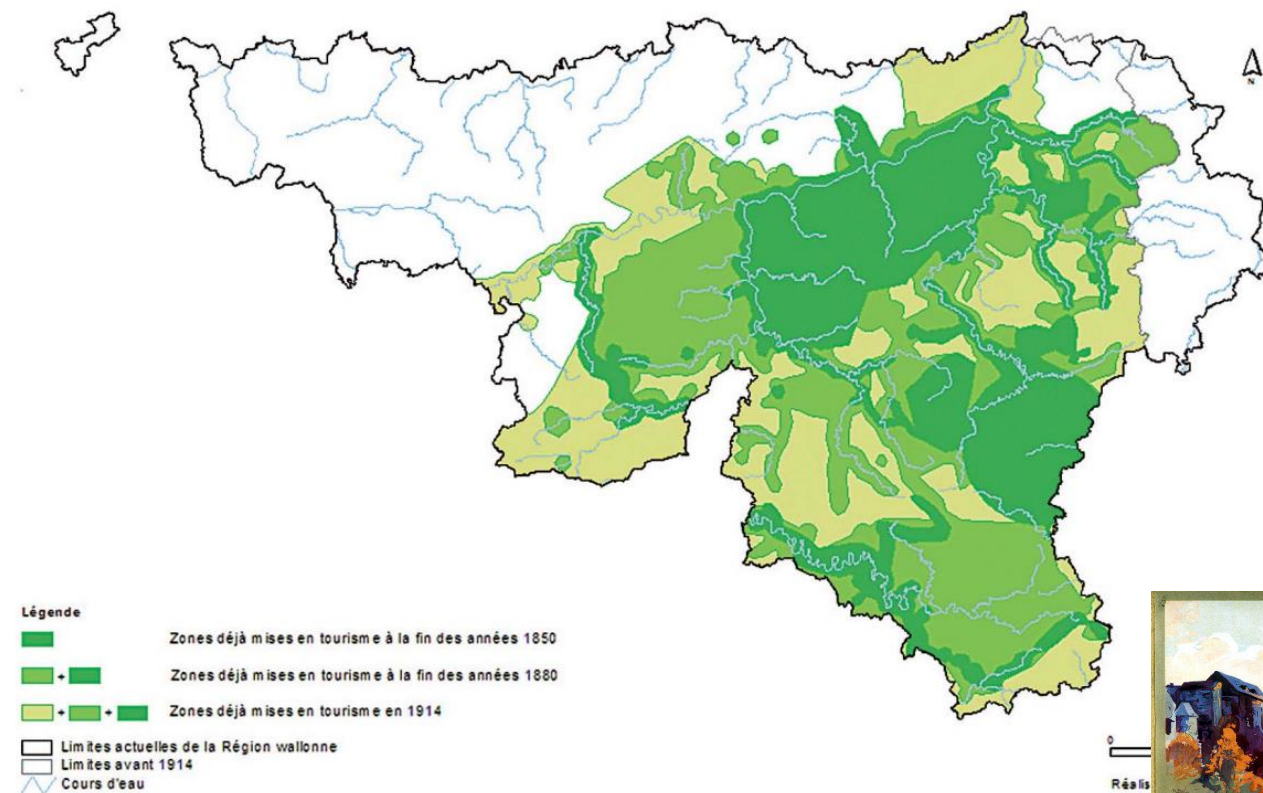 N
Légende
Zones déjà mises en tourisme à la fin des années 1850
+ Zones déjà mises en tourisme à la fin des années 1880
+ + Zones déjà mises en tourisme en 1914
Limites actuelles de la Région wallonne
Limites avant 1914
Cours d'eau
0
Réalis